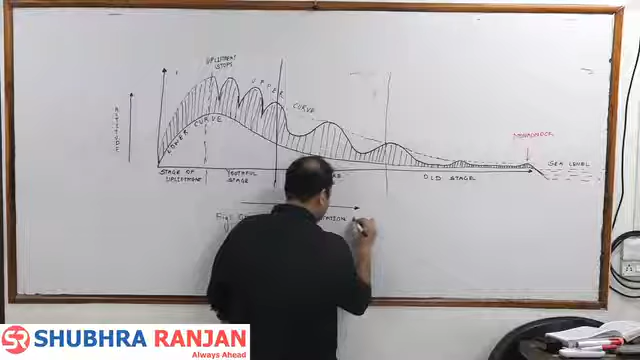 UPLIFTMENT
STOPS
UPPER
CURVE
ALTITUDE
LOWER CURVE
MONADNOCK
SEA LEVEL
STAGE OF
UPLIFTMENT
YOUTHFUL
STAGE
OLD STAGE
Fig:
SHUBHRA RANJAN
Always Ahead